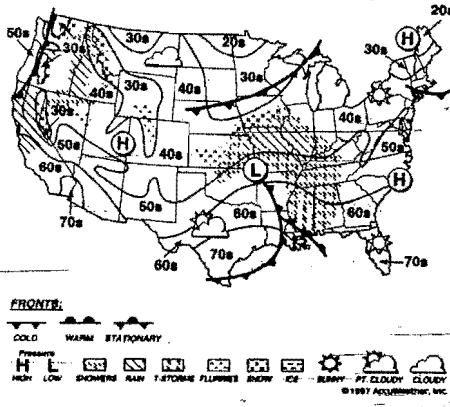 20s
50s 30s 30s 20s H
30s 30s
40s 30s 40s
30s 40s
50s H 40s 50s
60s L H
50s 60s 60s
70s
60s 70s 70s
FRONTS:
COLD WARM STATIONARY
Pressure
H L
HIGH LOW SHOWERS RAIN T-STORMS FLURRIES SNOW ICE SUNNY PT. CLOUDY CLOUDY
© 1997 AccuWeather, Inc.